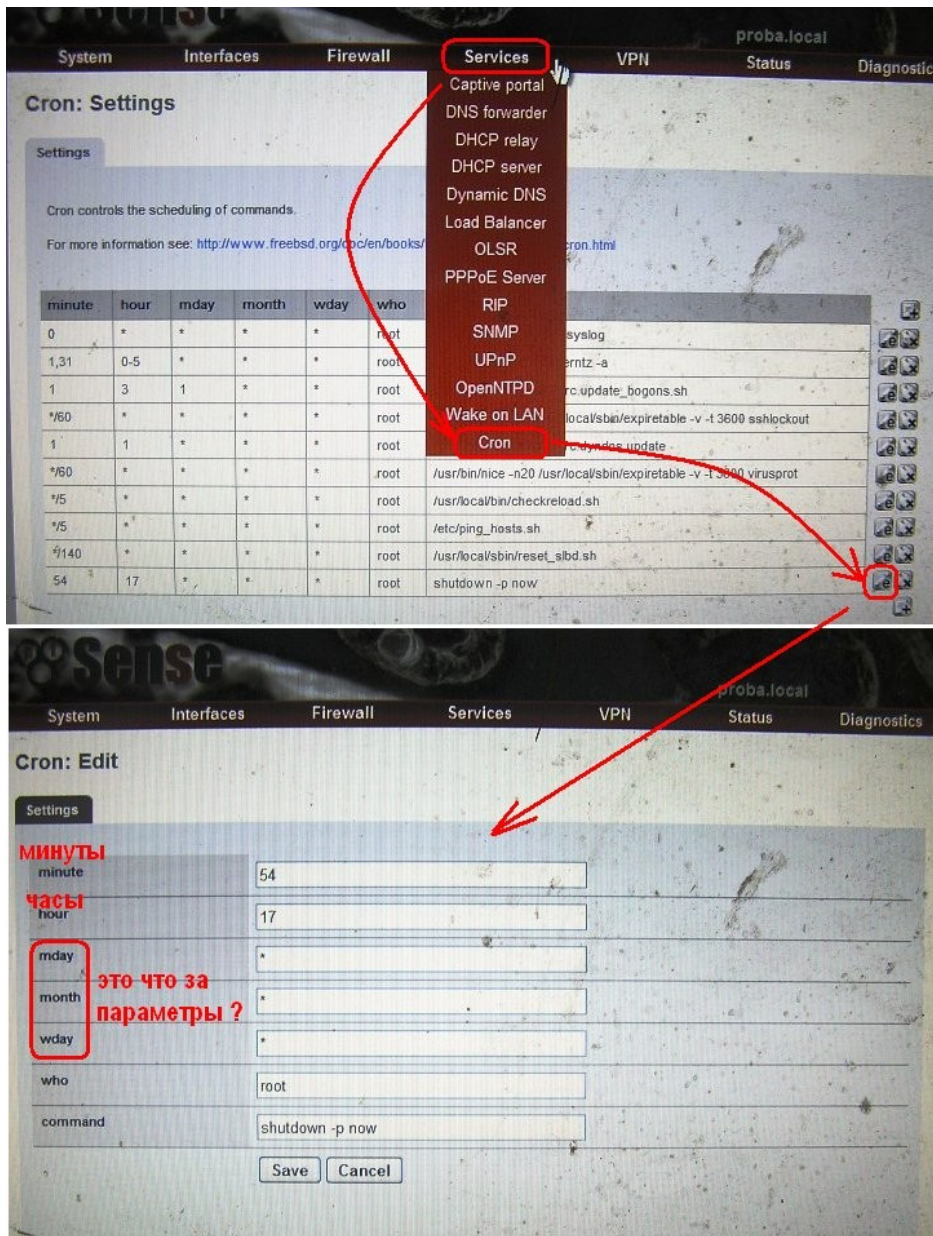 Sense
proba.local
System Interfaces Firewall Services VPN Status Diagnostic
Captive portal
DNS forwarder
DHCP relay
DHCP server
Dynamic DNS
Load Balancer
OLSR
PPPoE Server
RIP
SNMP
UPnP
OpenNTPD
Wake on LAN
Cron
Cron: Settings
Settings
Cron controls the scheduling of commands.
For more information see: http://www.freebsd.org/doc/en/books/ cron.html
minute hour mday month wday who
0 * * * * root syslog
1,31 0-5 * * * root erntz -a
1 3 1 * * root rc.update_bogons.sh
*/60 * * * * root local/sbin/expiretable -v -t 3600 sshlockout
1 1 * * * root rc.dyndns.update
*/60 * * * * root /usr/bin/nice -n20 /usr/local/sbin/expiretable -v -t 3600 virusprot
*/5 * * * * root /usr/local/bin/checkreload.sh
*/5 * * * * root /etc/ping_hosts.sh
*/140 * * * * root /usr/local/sbin/reset_slbd.sh
54 17 * * * root shutdown -p now
Sense
proba.local
System Interfaces Firewall Services VPN Status Diagnostics
Cron: Edit
Settings
минуты
minute 54
часы
hour 17
mday *
это что за
month *
параметры ?
wday *
who root
command shutdown -p now
Save Cancel